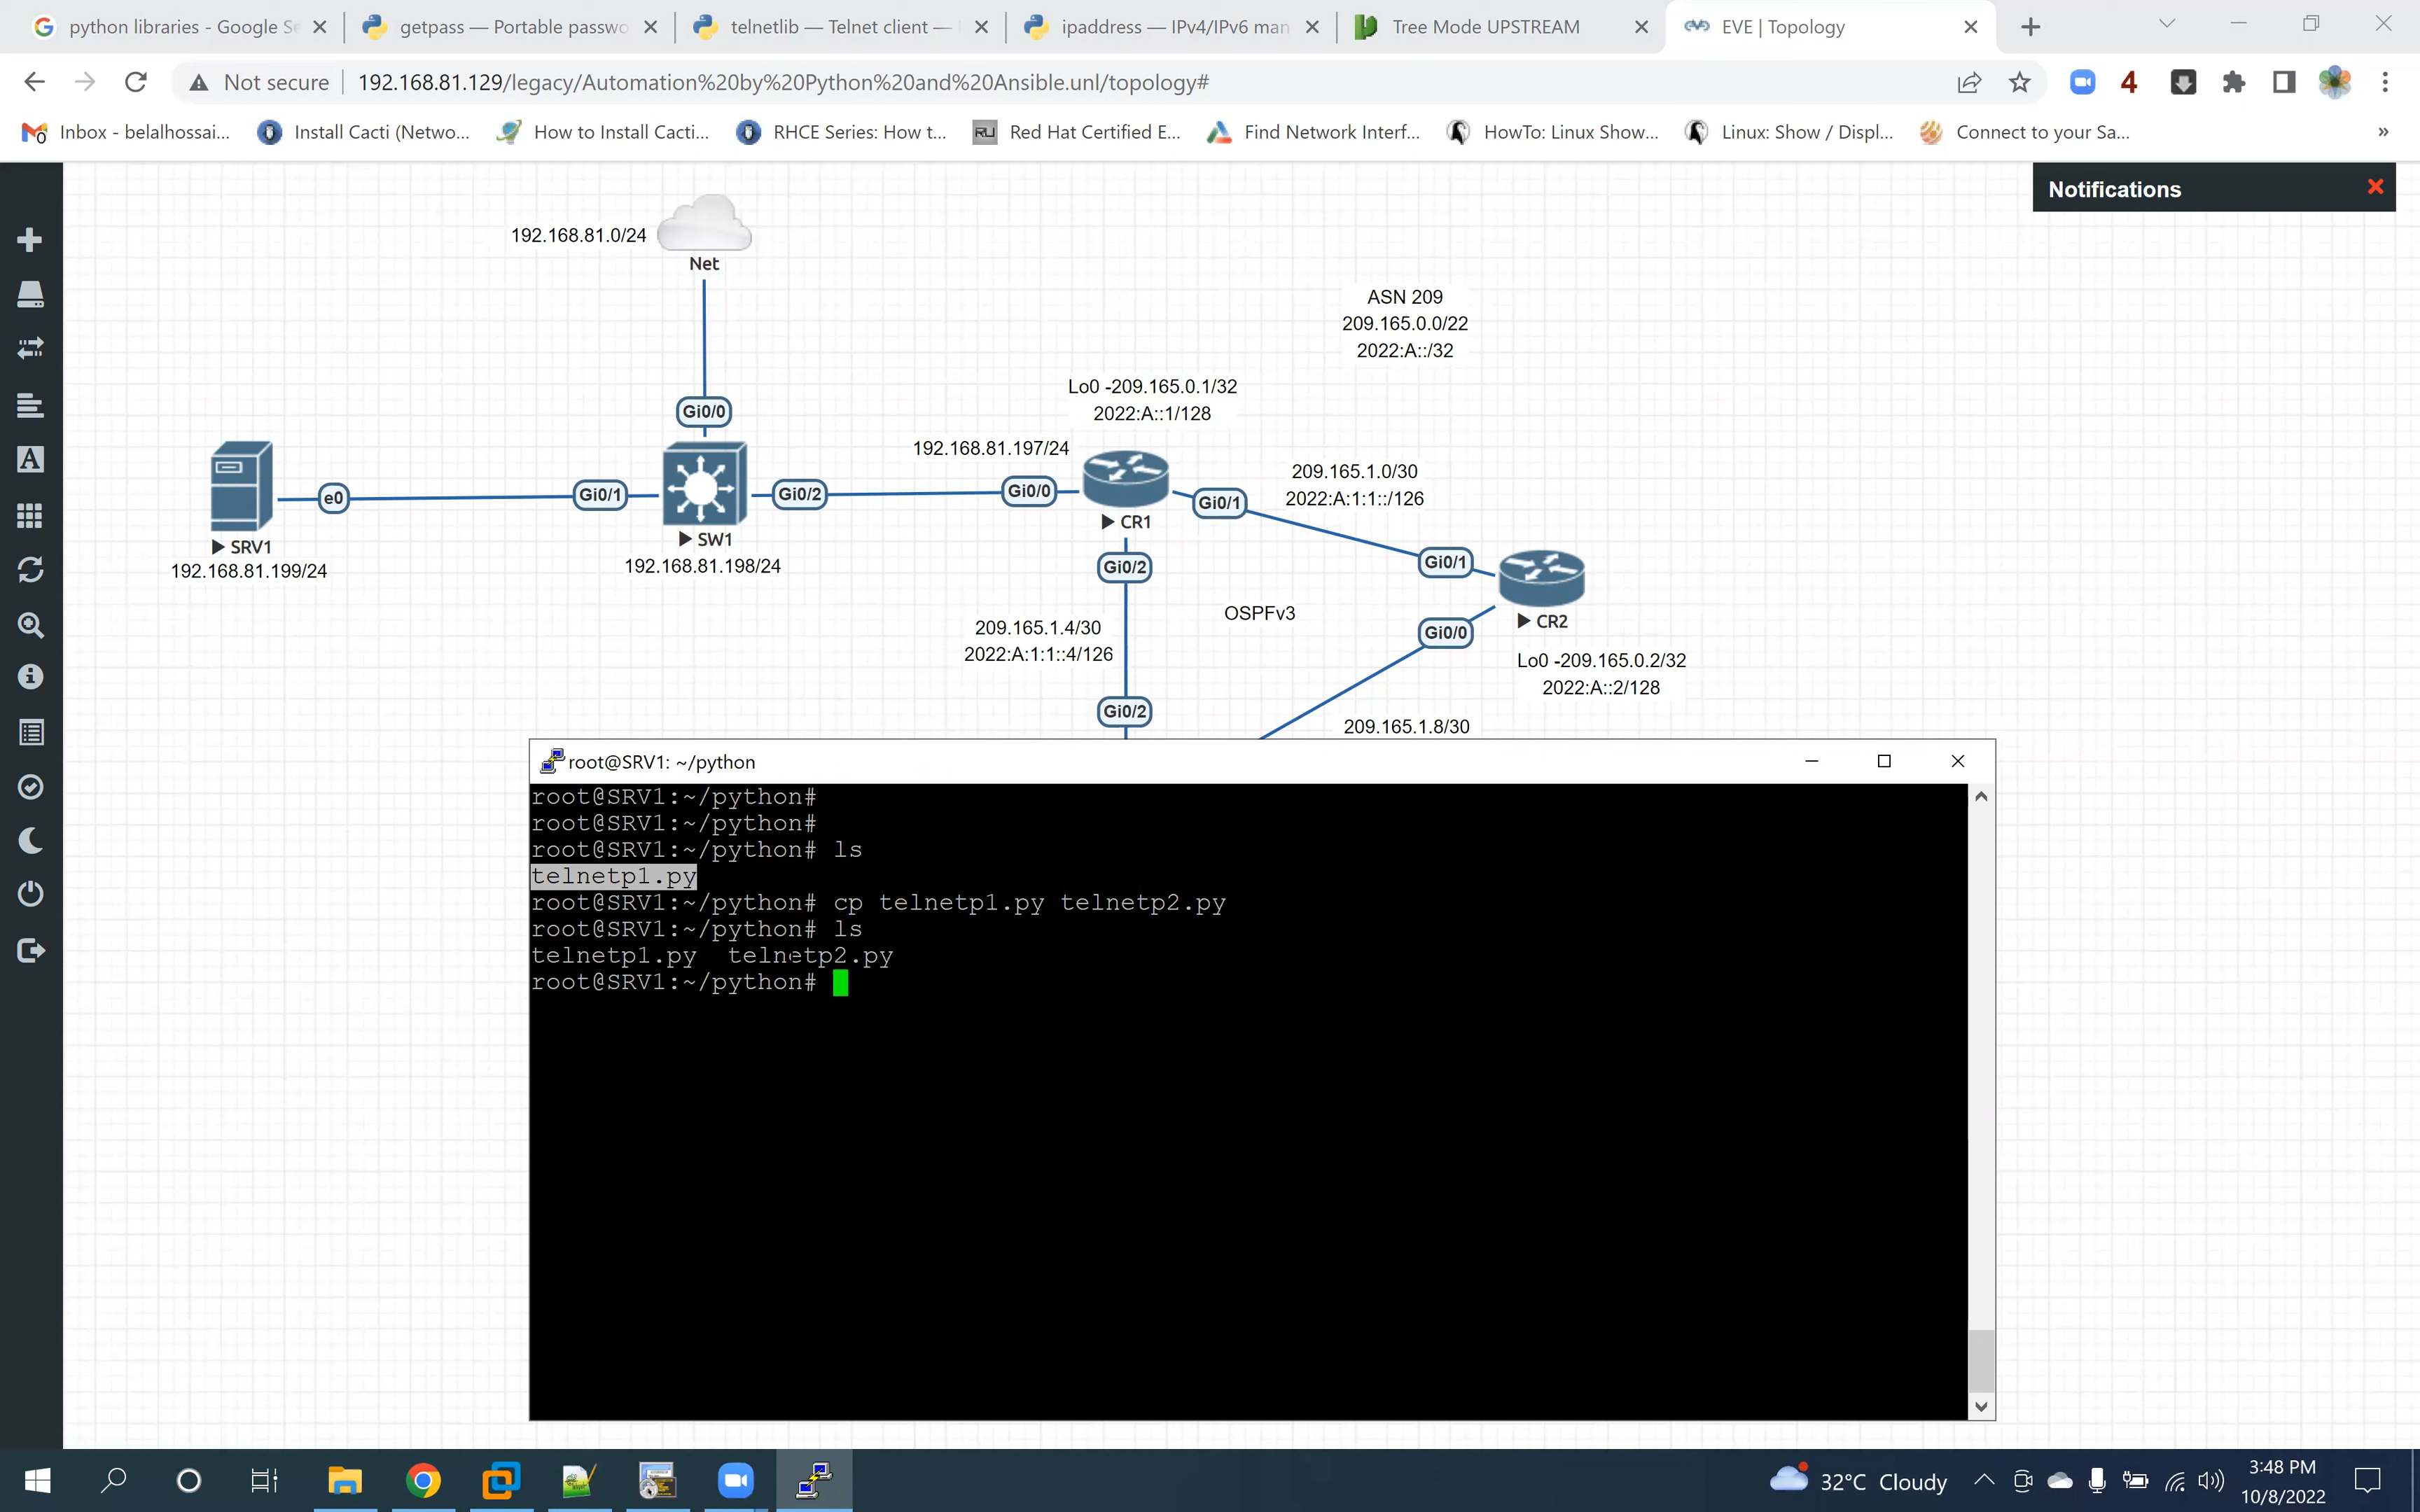 python libraries - Google Se
getpass — Portable passwo
telnetlib — Telnet client —
ipaddress — IPv4/IPv6 man
Tree Mode UPSTREAM
EVE | Topology
Not secure
192.168.81.129/legacy/Automation%20by%20Python%20and%20Ansible.unl/topology#
4
Inbox - belalhossai...
Install Cacti (Netwo...
How to Install Cacti...
RHCE Series: How t...
RU
Red Hat Certified E...
Find Network Interf...
HowTo: Linux Show...
Linux: Show / Displ...
Connect to your Sa...
»
Notifications
192.168.81.0/24
Net
ASN 209
209.165.0.0/22
2022:A::/32
Lo0 -209.165.0.1/32
2022:A::1/128
Gi0/0
192.168.81.197/24
209.165.1.0/30
2022:A:1:1::/126
e0
Gi0/1
Gi0/2
Gi0/0
Gi0/1
CR1
SRV1
192.168.81.199/24
SW1
192.168.81.198/24
Gi0/2
Gi0/1
OSPFv3
209.165.1.4/30
2022:A:1:1::4/126
Gi0/0
CR2
Lo0 -209.165.0.2/32
2022:A::2/128
Gi0/2
209.165.1.8/30
root@SRV1: ~/python
root@SRV1:~/python#
root@SRV1:~/python#
root@SRV1:~/python# ls
telnetp1.py
root@SRV1:~/python# cp telnetp1.py telnetp2.py
root@SRV1:~/python# ls
telnetp1.py  telnetp2.py
root@SRV1:~/python#
32°C Cloudy
3:48 PM
10/8/2022